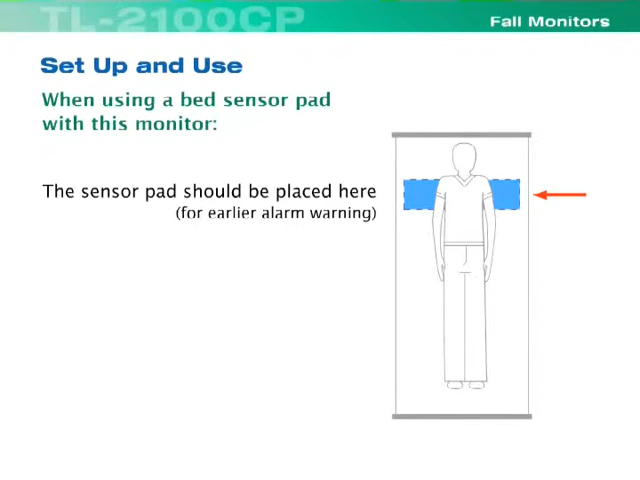 TL-2100CP
Fall Monitors
Set Up and Use
When using a bed sensor pad
with this monitor:
The sensor pad should be placed here
(for earlier alarm warning)